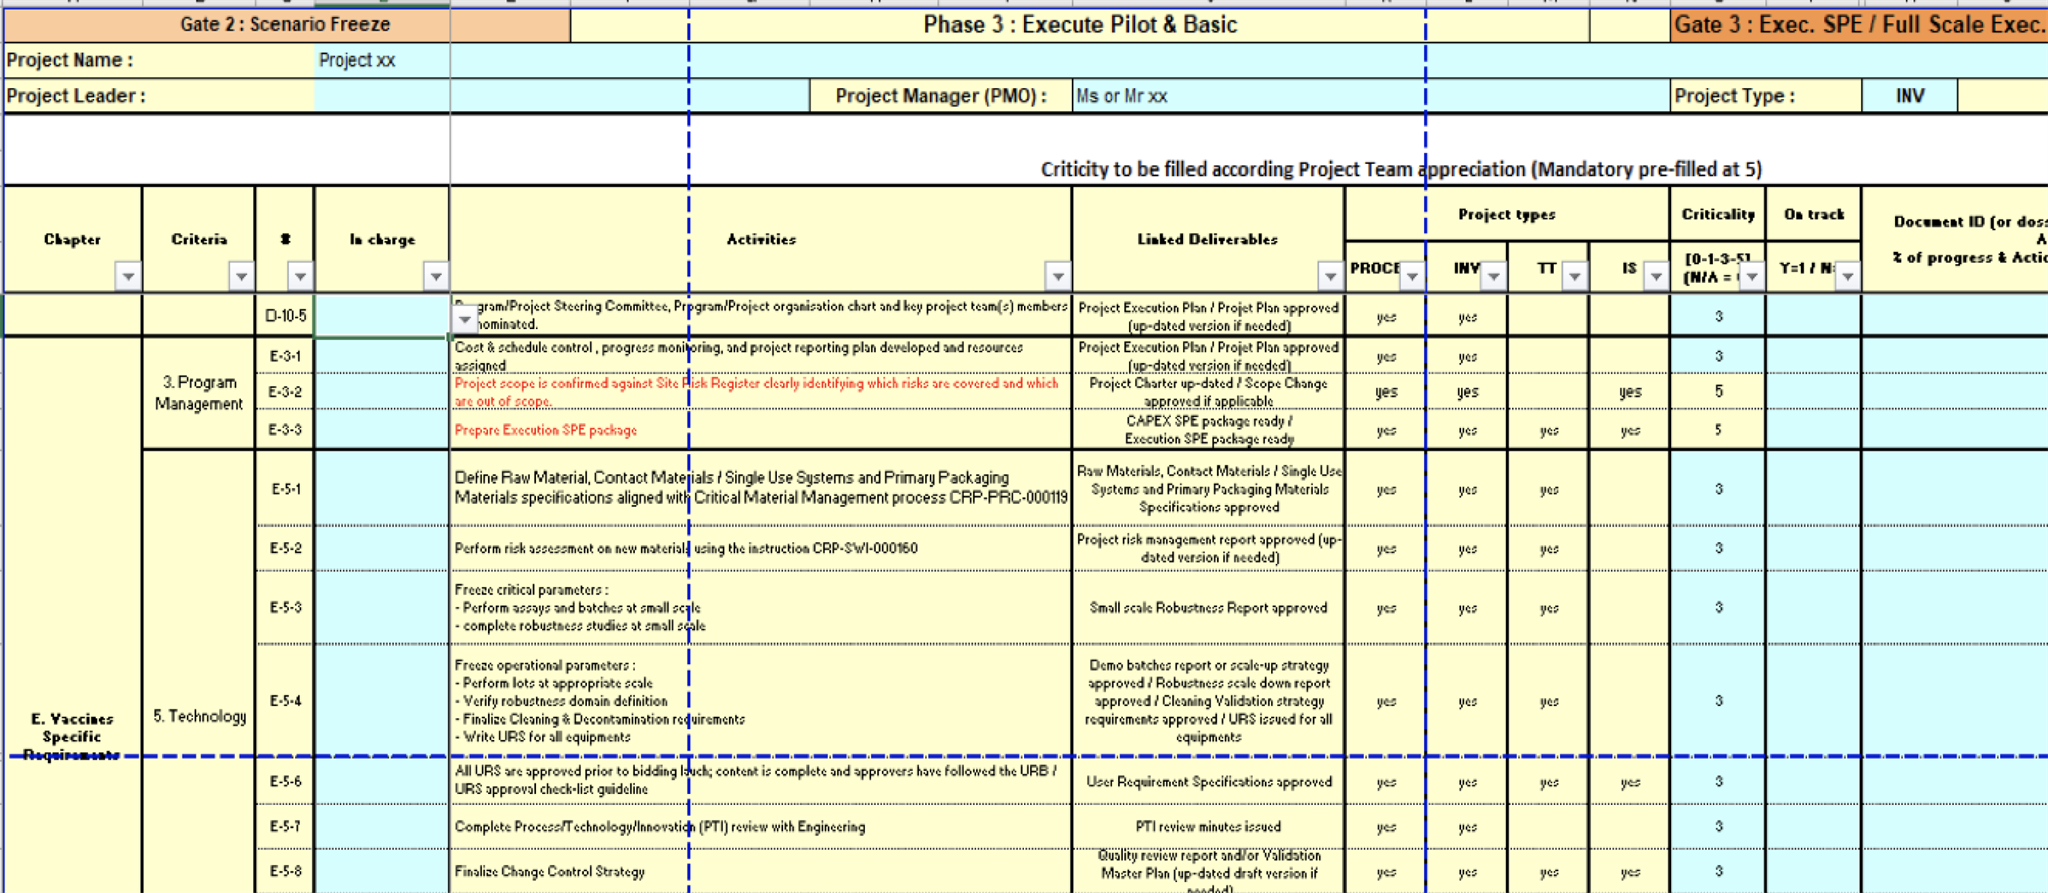 Gate 2 : Scenario Freeze
Phase 3 : Execute Pilot & Basic
Gate 3 : Exec. SPE / Full Scale Exec.
Project Name :
Project xx
Project Leader :
Project Manager (PMO) :
Ms or Mr xx
Project Type :
INV
Criticity to be filled according Project Team appreciation (Mandatory pre-filled at 5)
Chapter
Criteria
#
In charge
Activities
Linked Deliverables
Project types
PROCE
INV
TT
IS
Criticality
[0-1-3-5]
(N/A =
On track
Y=1 / N=
Document ID (or doss
A
% of progress & Actio
D-10-5
gram/Project Steering Committee, Program/Project organisation chart and key project team(s) members
nominated.
Project Execution Plan / Projet Plan approved
(up-dated version if needed)
yes
yes
3
E. Vaccines
Specific
Requirements
3. Program
Management
E-3-1
Cost & schedule control , progress monitoring, and project reporting plan developed and resources
assigned
Project Execution Plan / Projet Plan approved
(up-dated version if needed)
yes
yes
3
E-3-2
Project scope is confirmed against Site Risk Register clearly identifying which risks are covered and which
are out of scope.
Project Charter up-dated / Scope Change
approved if applicable
yes
yes
yes
5
E-3-3
Prepare Execution SPE package
CAPEX SPE package ready /
Execution SPE package ready
yes
yes
yes
yes
5
5. Technology
E-5-1
Define Raw Material, Contact Materials / Single Use Systems and Primary Packaging
Materials specifications aligned with Critical Material Management process CRP-PRC-000119
Raw Materials, Contact Materials / Single Use
Systems and Primary Packaging Materials
Specifications approved
yes
yes
yes
3
E-5-2
Perform risk assessment on new materials using the instruction CRP-SWI-000160
Project risk management report approved (up-
dated version if needed)
yes
yes
yes
3
E-5-3
Freeze critical parameters :
- Perform assays and batches at small scale
- complete robustness studies at small scale
Small scale Robustness Report approved
yes
yes
yes
3
E-5-4
Freeze operational parameters :
- Perform lots at appropriate scale
- Verify robustness domain definition
- Finalize Cleaning & Decontamination requirements
- Write URS for all equipments
Demo batches report or scale-up strategy
approved / Robustness scale down report
approved / Cleaning Validation strategy
requirements approved / URS issued for all
equipments
yes
yes
yes
3
E-5-6
All URS are approved prior to bidding lauch; content is complete and approvers have followed the URB /
URS approval check-list guideline
User Requirement Specifications approved
yes
yes
yes
yes
3
E-5-7
Complete Process/Technology/Innovation (PTI) review with Engineering
PTI review minutes issued
yes
yes
3
E-5-8
Finalize Change Control Strategy
Quality review report and/or Validation
Master Plan (up-dated draft version if
needed)
yes
yes
yes
yes
3